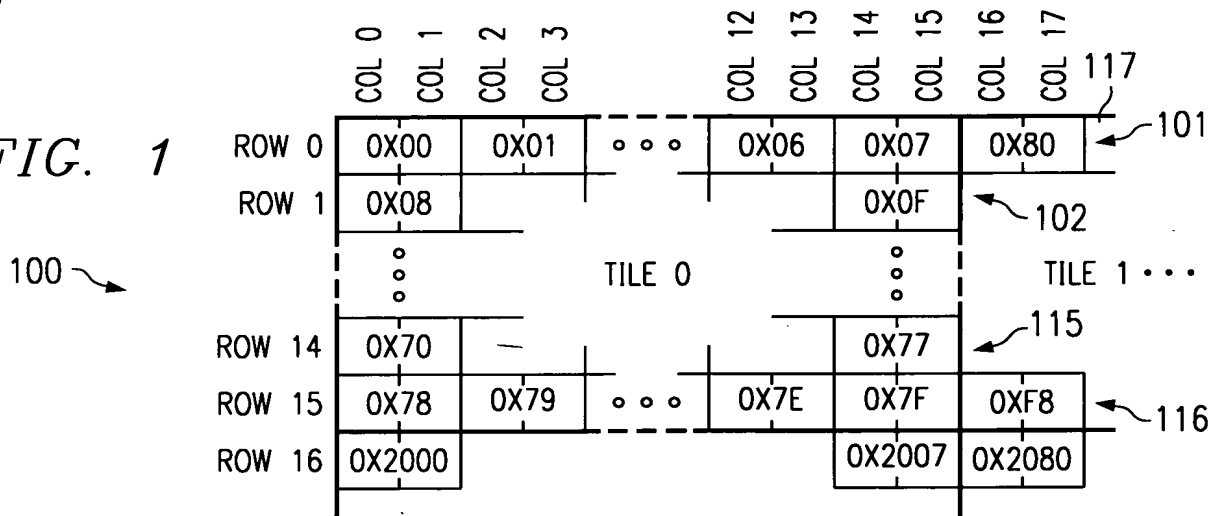 COL 0 COL 1 COL 2 COL 3 COL 12 COL 13 COL 14 COL 15 COL 16 COL 17
117
FIG. 1 ROW 0 0X00 0X01 0X06 0X07 0X80 101
ROW 1 0X08 0X0F 102
100 TILE 0 TILE 1
ROW 14 0X70 0X77 115
ROW 15 0X78 0X79 0X7E 0X7F 0XF8 116
ROW 16 0X2000 0X2007 0X2080